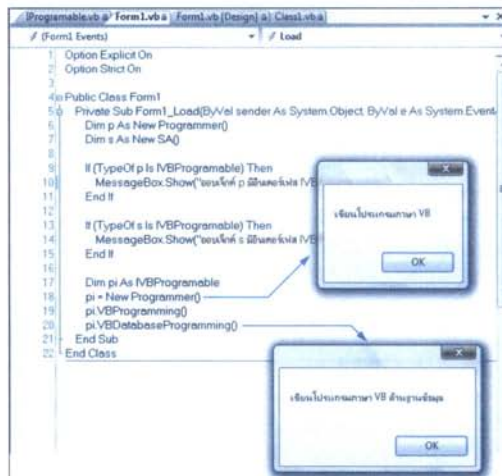 IProgramable.vb Form1.vb Form1.vb [Design] Class1.vb
(Form1 Events) Load
1 Option Explicit On
2 Option Strict On
3
4 Public Class Form1
5 Private Sub Form1_Load(ByVal sender As System.Object, ByVal e As System.Event
6 Dim p As New Programmer()
7 Dim s As New SA()
8
9 If (TypeOf p Is IVBProgramable) Then
10 MessageBox.Show("ออบเจ็กต์ p มีอินเตอร์เฟส IVB
11 End If
12
13 If (TypeOf s Is IVBProgramable) Then
14 MessageBox.Show("ออบเจ็กต์ s มีอินเตอร์เฟส IVB
15 End If
16
17 Dim pi As IVBProgramable
18 pi = New Programmer()
19 pi.VBProgramming()
20 pi.VBDatabaseProgramming()
21 End Sub
22 End Class
เขียนโปรแกรมภาษา VB
OK
เขียนโปรแกรมภาษา VB ด้านฐานข้อมูล
OK